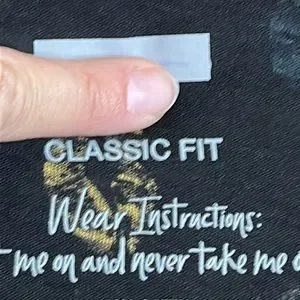 CLASSIC FIT
Wear Instructions:
me on and never take me